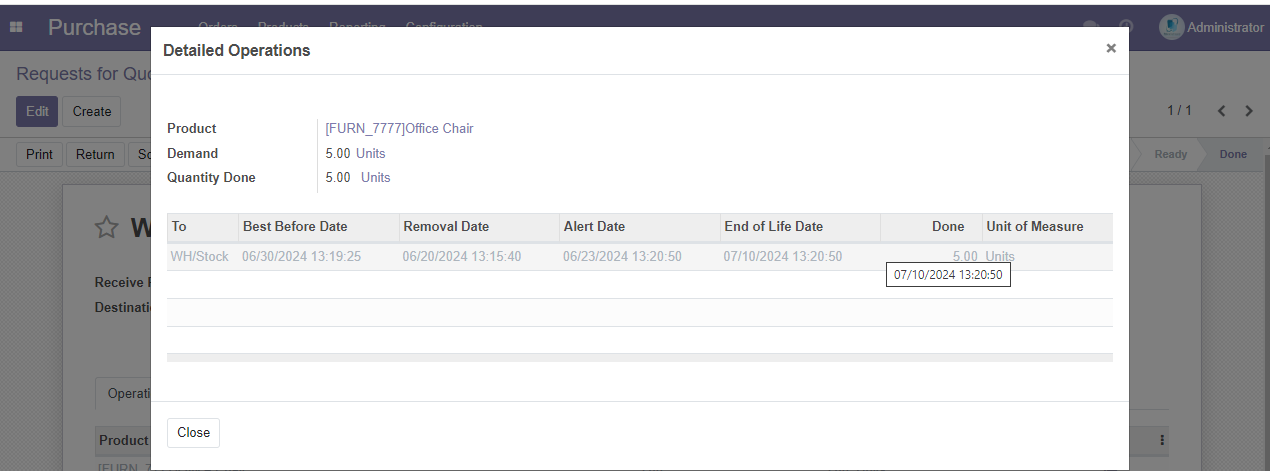 Purchase Orders Products Reporting Configuration Administrator
Detailed Operations ×
Requests for Quo
Edit Create 1 / 1
Product [FURN_7777]Office Chair
Print Return Demand 5.00 Units Ready Done
Quantity Done 5.00 Units
To Best Before Date Removal Date Alert Date End of Life Date Done Unit of Measure
WH/Stock 06/30/2024 13:19:25 06/20/2024 13:15:40 06/23/2024 13:20:50 07/10/2024 13:20:50 5.00 Units
07/10/2024 13:20:50
Receive
Destinati
Operati
Close
Product